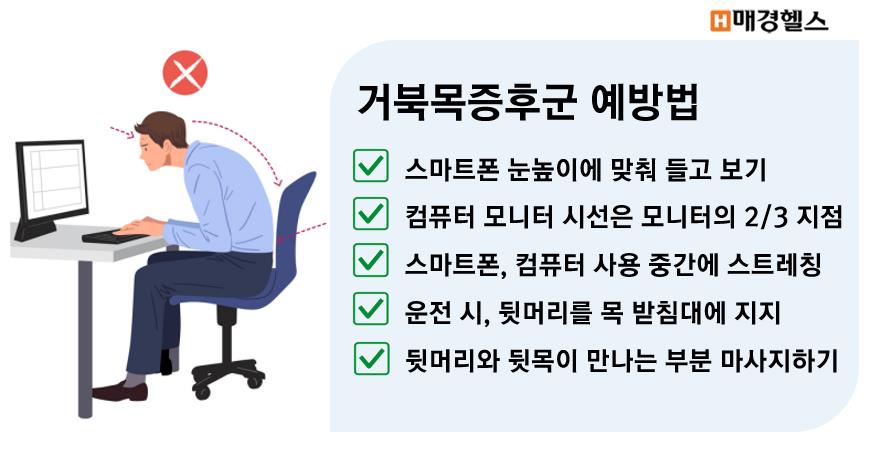 H매경헬스
거북목증후군 예방법
스마트폰 눈높이에 맞춰 들고 보기
컴퓨터 모니터 시선은 모니터의 2/3 지점
스마트폰, 컴퓨터 사용 중간에 스트레칭
운전 시, 뒷머리를 목 받침대에 지지
뒷머리와 뒷목이 만나는 부분 마사지하기